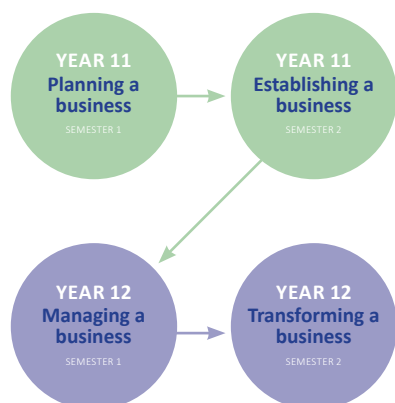 YEAR 11
Planning a
business
SEMESTER 1
YEAR 11
Establishing a
business
SEMESTER 2
YEAR 12
Managing a
business
SEMESTER 1
YEAR 12
Transforming a
business
SEMESTER 2